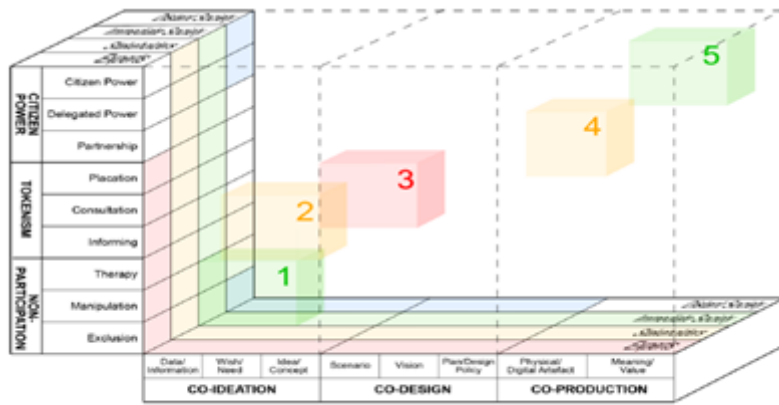 CITIZEN POWER
Citizen Power
Delegated Power
Partnership
TOKENISM
Placation
Consultation
Informing
NON-PARTICIPATION
Therapy
Manipulation
Exclusion
5
4
3
2
1
Data/ Information
Wish/ Need
Idea/ Concept
Scenario
Vision
Plan/Design Policy
Physical/ Digital Artefact
Meaning/ Value
CO-IDEATION
CO-DESIGN
CO-PRODUCTION